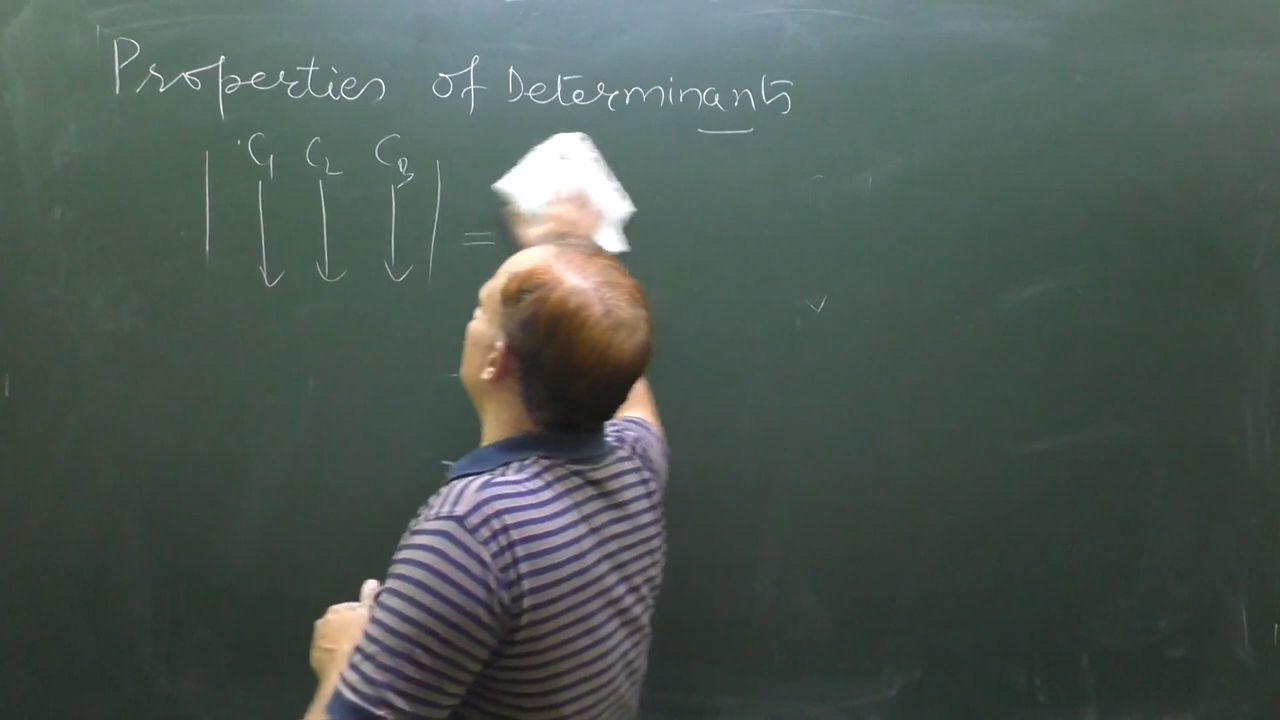 Properties of Determinants
| C1 C2 C3 | =